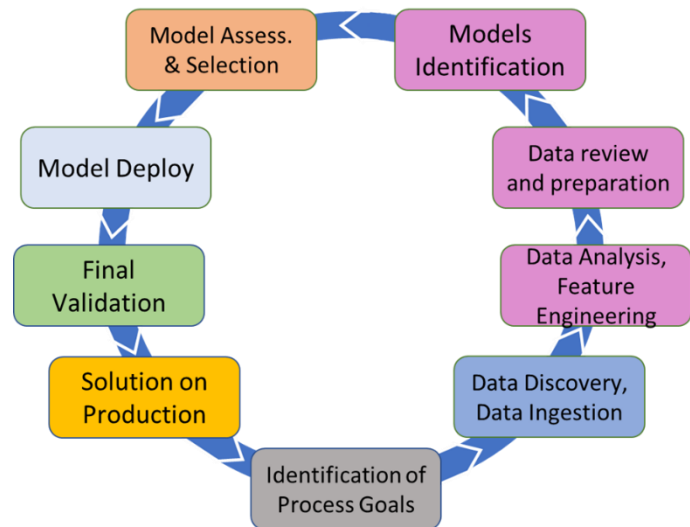 Model Assess.
& Selection
Models
Identification
Model Deploy
Data review
and preparation
Final
Validation
Data Analysis,
Feature
Engineering
Solution on
Production
Data Discovery,
Data Ingestion
Identification of
Process Goals